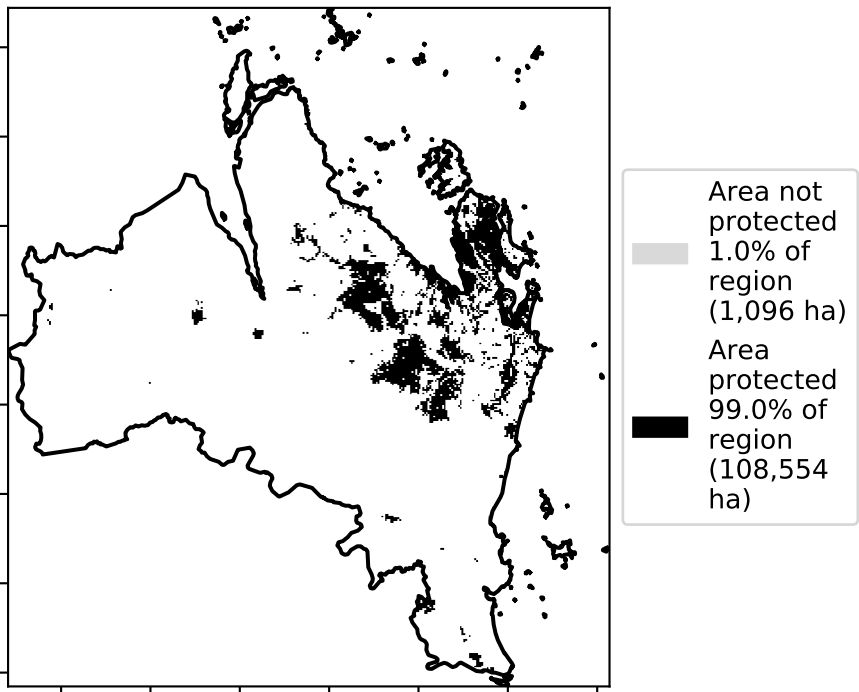 Area not
protected
1.0% of
region
(1,096 ha)
Area
protected
99.0% of
region
(108,554
ha)